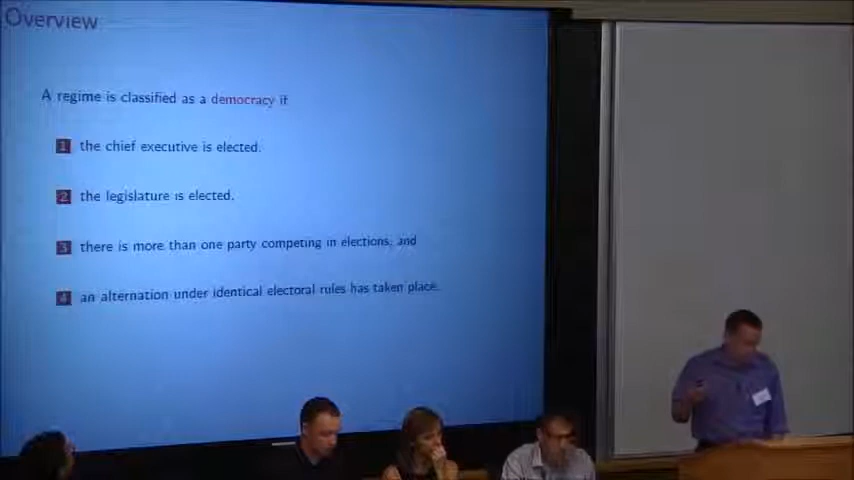 Overview
A regime is classified as a democracy if
1 the chief executive is elected.
2 the legislature is elected.
3 there is more than one party competing in elections, and
4 an alternation under identical electoral rules has taken place.